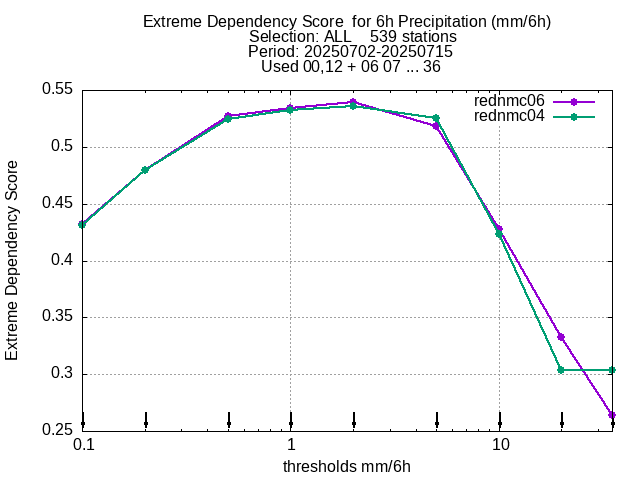 Extreme Dependency Score  for 6h Precipitation (mm/6h)
Selection: ALL    539 stations
Period: 20250702-20250715
Used 00,12 + 06 07 ... 36
rednmc06
rednmc04
0.55
0.5
0.45
0.4
0.35
0.3
0.25
Extreme Dependency Score
0.1
1
10
thresholds mm/6h